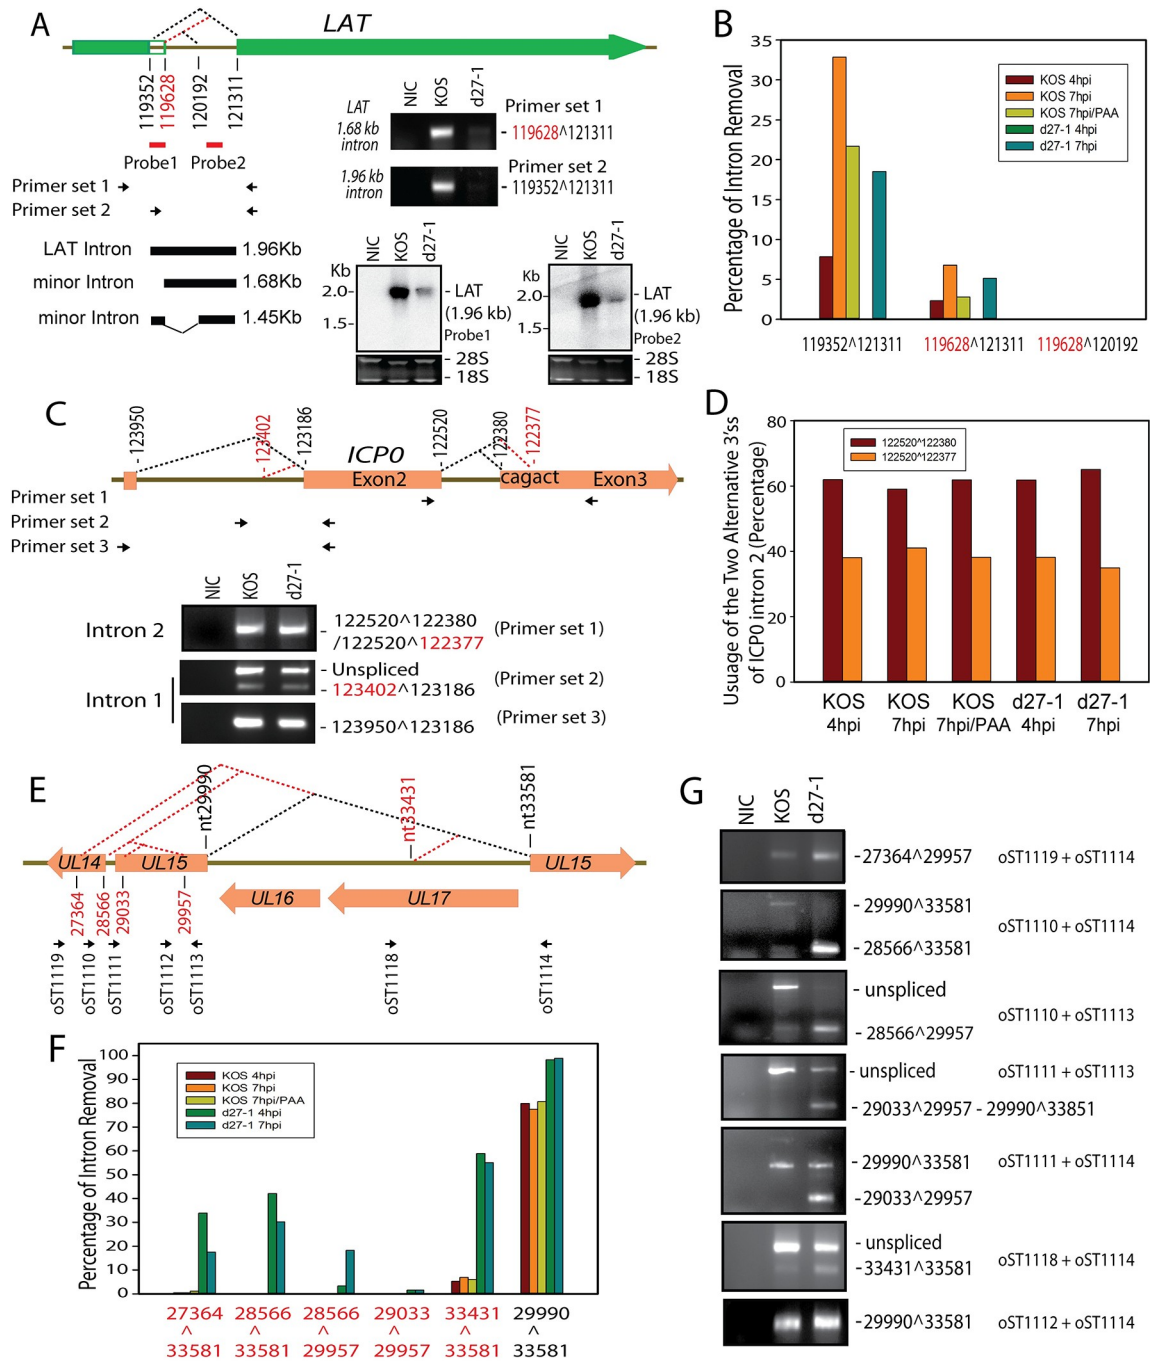 A
LAT
119352
119628
120192
121311
Probe1
Probe2
Primer set 1
Primer set 2
LAT Intron
1.96Kb
minor Intron
1.68Kb
minor Intron
1.45Kb
NIC
KOS
d27-1
LAT
1.68 kb
intron
Primer set 1
- 119628^121311
1.96 kb
intron
Primer set 2
- 119352^121311
NIC
KOS
d27-1
Kb
2.0-
1.5-
- LAT
(1.96 kb)
Probe1
- 28S
- 18S
NIC
KOS
d27-1
Kb
2.0-
1.5-
- LAT
(1.96 kb)
Probe2
- 28S
- 18S
B
Percentage of Intron Removal
35
30
25
20
15
10
5
0
KOS 4hpi
KOS 7hpi
KOS 7hpi/PAA
d27-1 4hpi
d27-1 7hpi
119352^121311
119628^121311
119628^120192
C
123950
123402
123186
ICP0
122520
122380
122377
Exon2
cagact
Exon3
Primer set 1
Primer set 2
Primer set 3
NIC
KOS
d27-1
Intron 2
- 122520^122380
/122520^122377
(Primer set 1)
Intron 1
- Unspliced
- 123402^123186
(Primer set 2)
- 123950^123186
(Primer set 3)
D
Usuage of the Two Alternative 3'ss
of ICP0 intron 2 (Percentage)
80
60
40
20
0
122520^122380
122520^122377
KOS
4hpi
KOS
7hpi
KOS
7hpi/PAA
d27-1
4hpi
d27-1
7hpi
E
nt29990
nt33431
nt33581
UL14
UL15
UL15
UL16
UL17
27364
28566
29033
29957
oST1119
oST1110
oST1111
oST1112
oST1113
oST1118
oST1114
F
Percentage of Intron Removal
100
90
80
70
60
50
40
30
20
10
0
KOS 4hpi
KOS 7hpi
KOS 7hpi/PAA
d27-1 4hpi
d27-1 7hpi
27364
^
33581
28566
^
33581
28566
^
29957
29033
^
29957
33431
^
33581
29990
^
33581
G
NIC
KOS
d27-1
-27364^29957
oST1119 + oST1114
-29990^33581
- 28566^33581
oST1110 + oST1114
- unspliced
- 28566^29957
oST1110 + oST1113
- unspliced
- 29033^29957 - 29990^33851
oST1111 + oST1113
-29990^33581
-29033^29957
oST1111 + oST1114
- unspliced
-33431^33581
oST1118 + oST1114
-29990^33581
oST1112 + oST1114